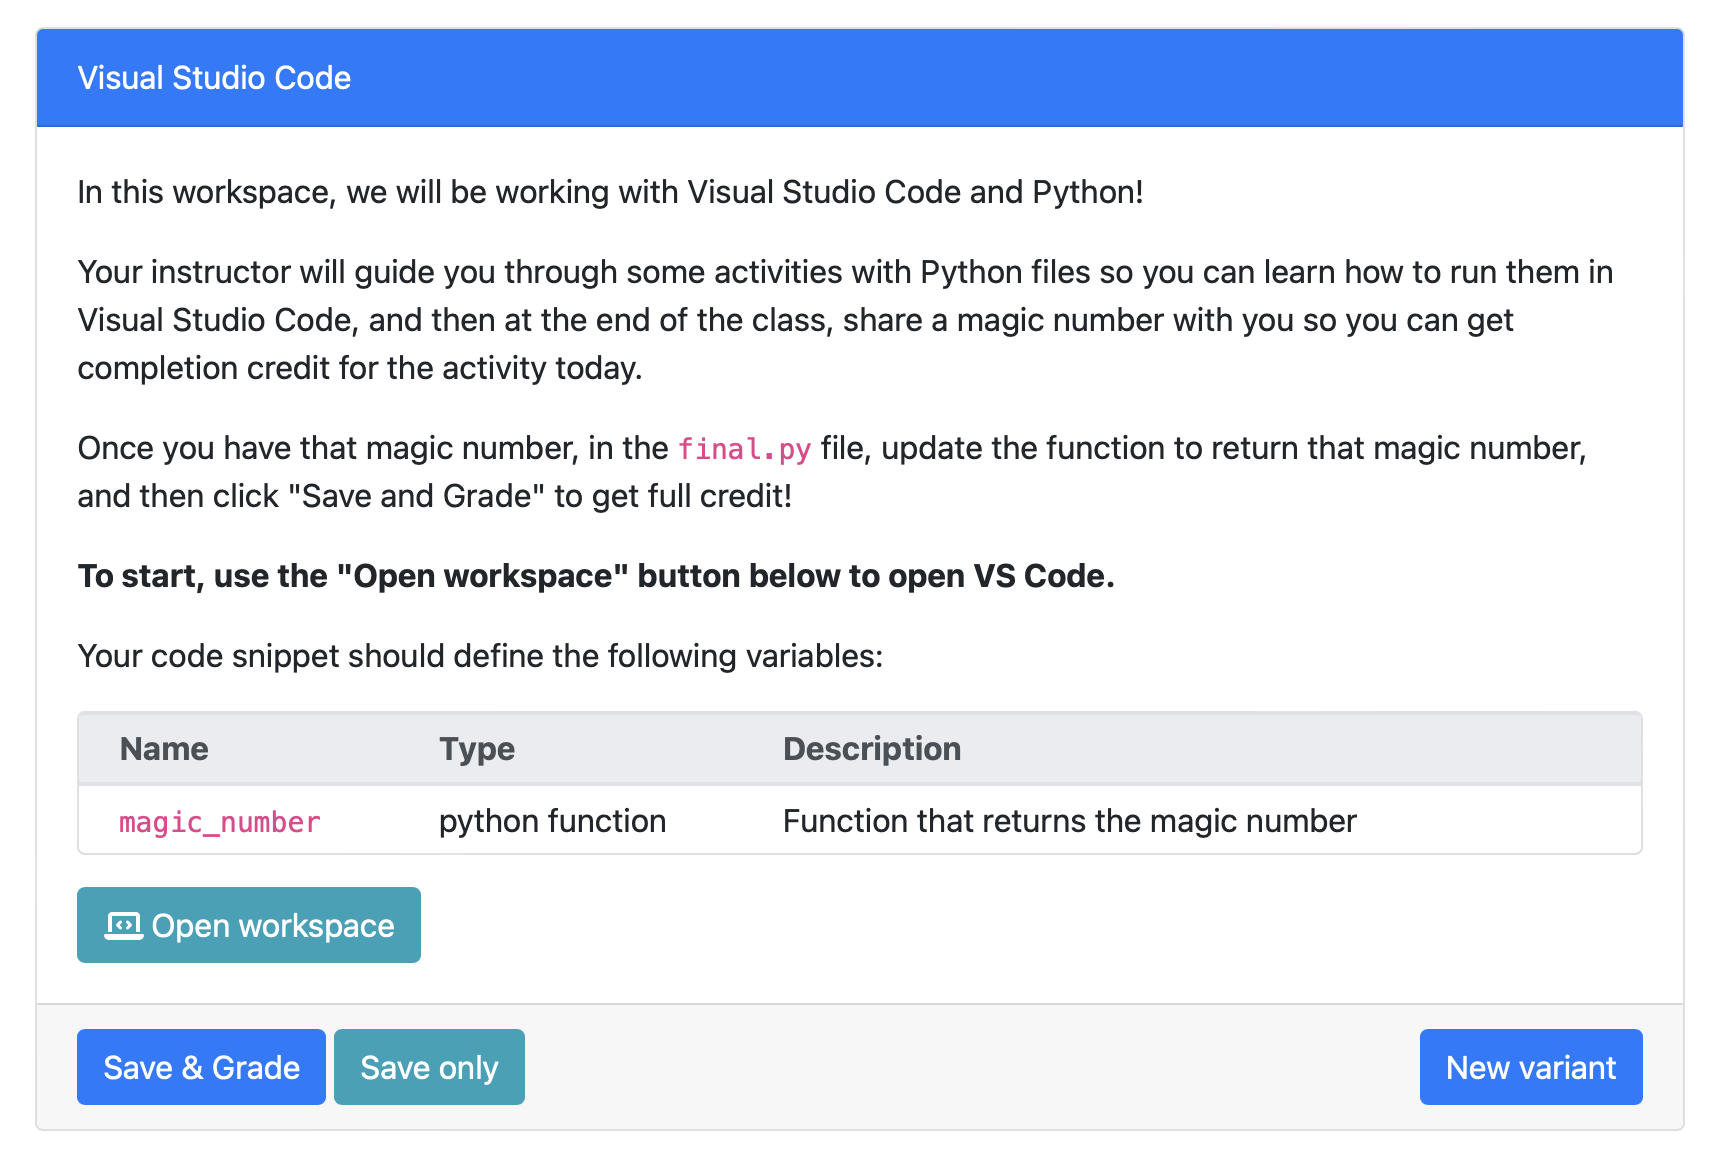 Visual Studio Code
In this workspace, we will be working with Visual Studio Code and Python!
Your instructor will guide you through some activities with Python files so you can learn how to run them in
Visual Studio Code, and then at the end of the class, share a magic number with you so you can get
completion credit for the activity today.
Once you have that magic number, in the final.py file, update the function to return that magic number,
and then click "Save and Grade" to get full credit!
To start, use the "Open workspace" button below to open VS Code.
Your code snippet should define the following variables:
Name Type Description
magic_number python function Function that returns the magic number
Open workspace
Save & Grade Save only New variant